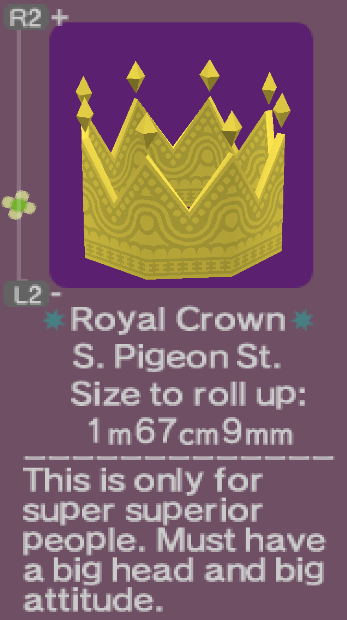 R2 +
L2 -
Royal Crown
S. Pigeon St.
Size to roll up:
1m67cm9mm
This is only for
super superior
people. Must have
a big head and big
attitude.